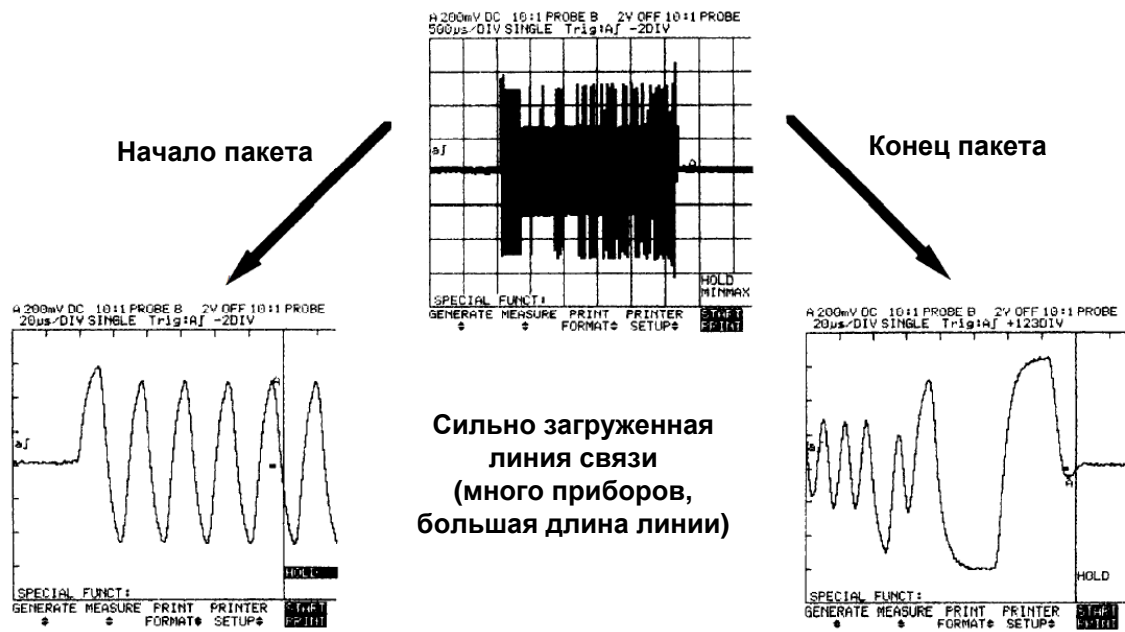 A 200mV DC 10:1 PROBE B 2V OFF 10:1 PROBE
500µs/DIV SINGLE Trig:A∫ -2DIV
a∫
HOLD
MINMAX
SPECIAL FUNCT:
GENERATE MEASURE PRINT PRINTER START
FORMAT SETUP PRINT
Начало пакета
Конец пакета
A 200mV DC 10:1 PROBE B 2V OFF 10:1 PROBE
20µs/DIV SINGLE Trig:A∫ -2DIV
a∫
HOLD
SPECIAL FUNCT:
GENERATE MEASURE PRINT PRINTER START
FORMAT SETUP PRINT
Сильно загруженная
линия связи
(много приборов,
большая длина линии)
A 200mV DC 10:1 PROBE B 2V OFF 10:1 PROBE
20µs/DIV SINGLE Trig:A∫ +123DIV
HOLD
SPECIAL FUNCT:
GENERATE MEASURE PRINT PRINTER START
FORMAT SETUP PRINT